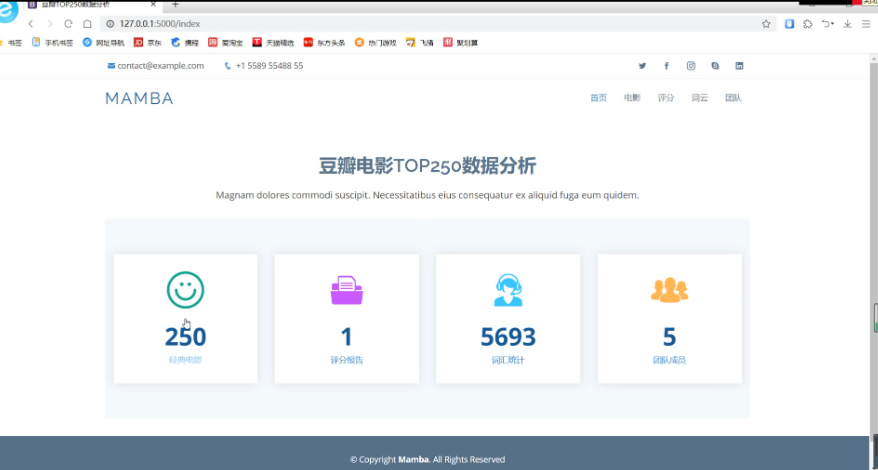 豆瓣电影TOP250数据分析
127.0.0.1:5000/index
书签 手机书签 网址导航 京东 携程 爱淘宝 天猫精选 东方头条 热门游戏 飞猪 聚划算
contact@example.com +1 5589 55488 55
MAMBA 首页 电影 评分 词云 团队
豆瓣电影TOP250数据分析
Magnam dolores commodi suscipit. Necessitatibus eius consequatur ex aliquid fuga eum quidem.
250 1 5693 5
经典电影 评分报告 词汇统计 团队成员
© Copyright Mamba. All Rights Reserved